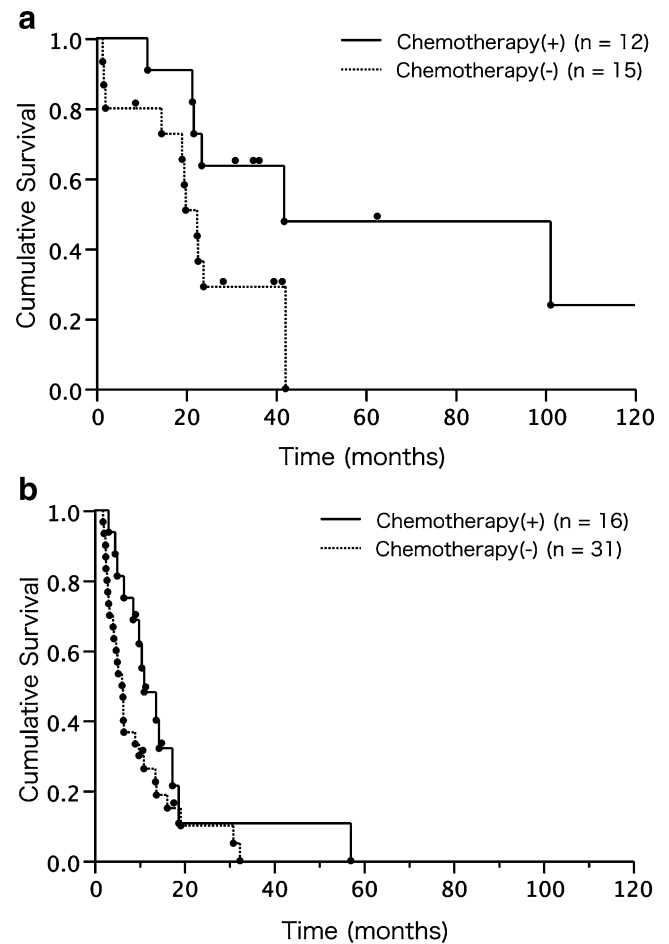 a
Chemotherapy(+) (n = 12)
Chemotherapy(-) (n = 15)
1.0
0.8
0.6
0.4
0.2
0.0
Cumulative Survival
0 20 40 60 80 100 120
Time (months)
b
Chemotherapy(+) (n = 16)
Chemotherapy(-) (n = 31)
1.0
0.8
0.6
0.4
0.2
0.0
Cumulative Survival
0 20 40 60 80 100 120
Time (months)